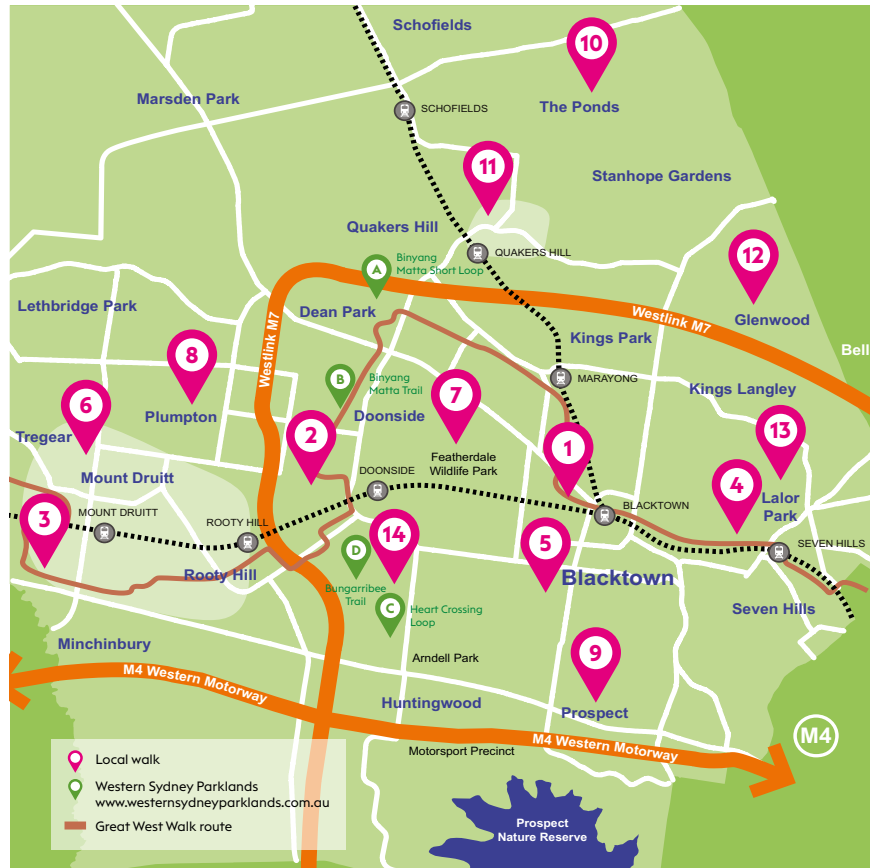 Schofields
10
Marsden Park
The Ponds
SCHOFIELDS
11
Stanhope Gardens
Quakers Hill
QUAKERS HILL
12
A
Binyang
Matta Short Loop
Lethbridge Park
Dean Park
Westlink M7
Glenwood
Westlink M7
Kings Park
Bell
8
B
Binyang
Matta Trail
MARAYONG
Kings Langley
6
Plumpton
7
Doonside
Tregear
2
13
Featherdale
Wildlife Park
1
Mount Druitt
DOONSIDE
4
Lalor
Park
3
MOUNT DRUITT
ROOTY HILL
BLACKTOWN
SEVEN HILLS
D
14
5
Rooty Hill
Bungarribee
Trail
Blacktown
C
Heart Crossing
Loop
Seven Hills
Minchinbury
Arndell Park
9
M4 Western Motorway
Huntingwood
Prospect
M4 Western Motorway
M4
Motorsport Precinct
Local walk
Western Sydney Parklands
www.westernsydneyparklands.com.au
Great West Walk route
Prospect
Nature Reserve